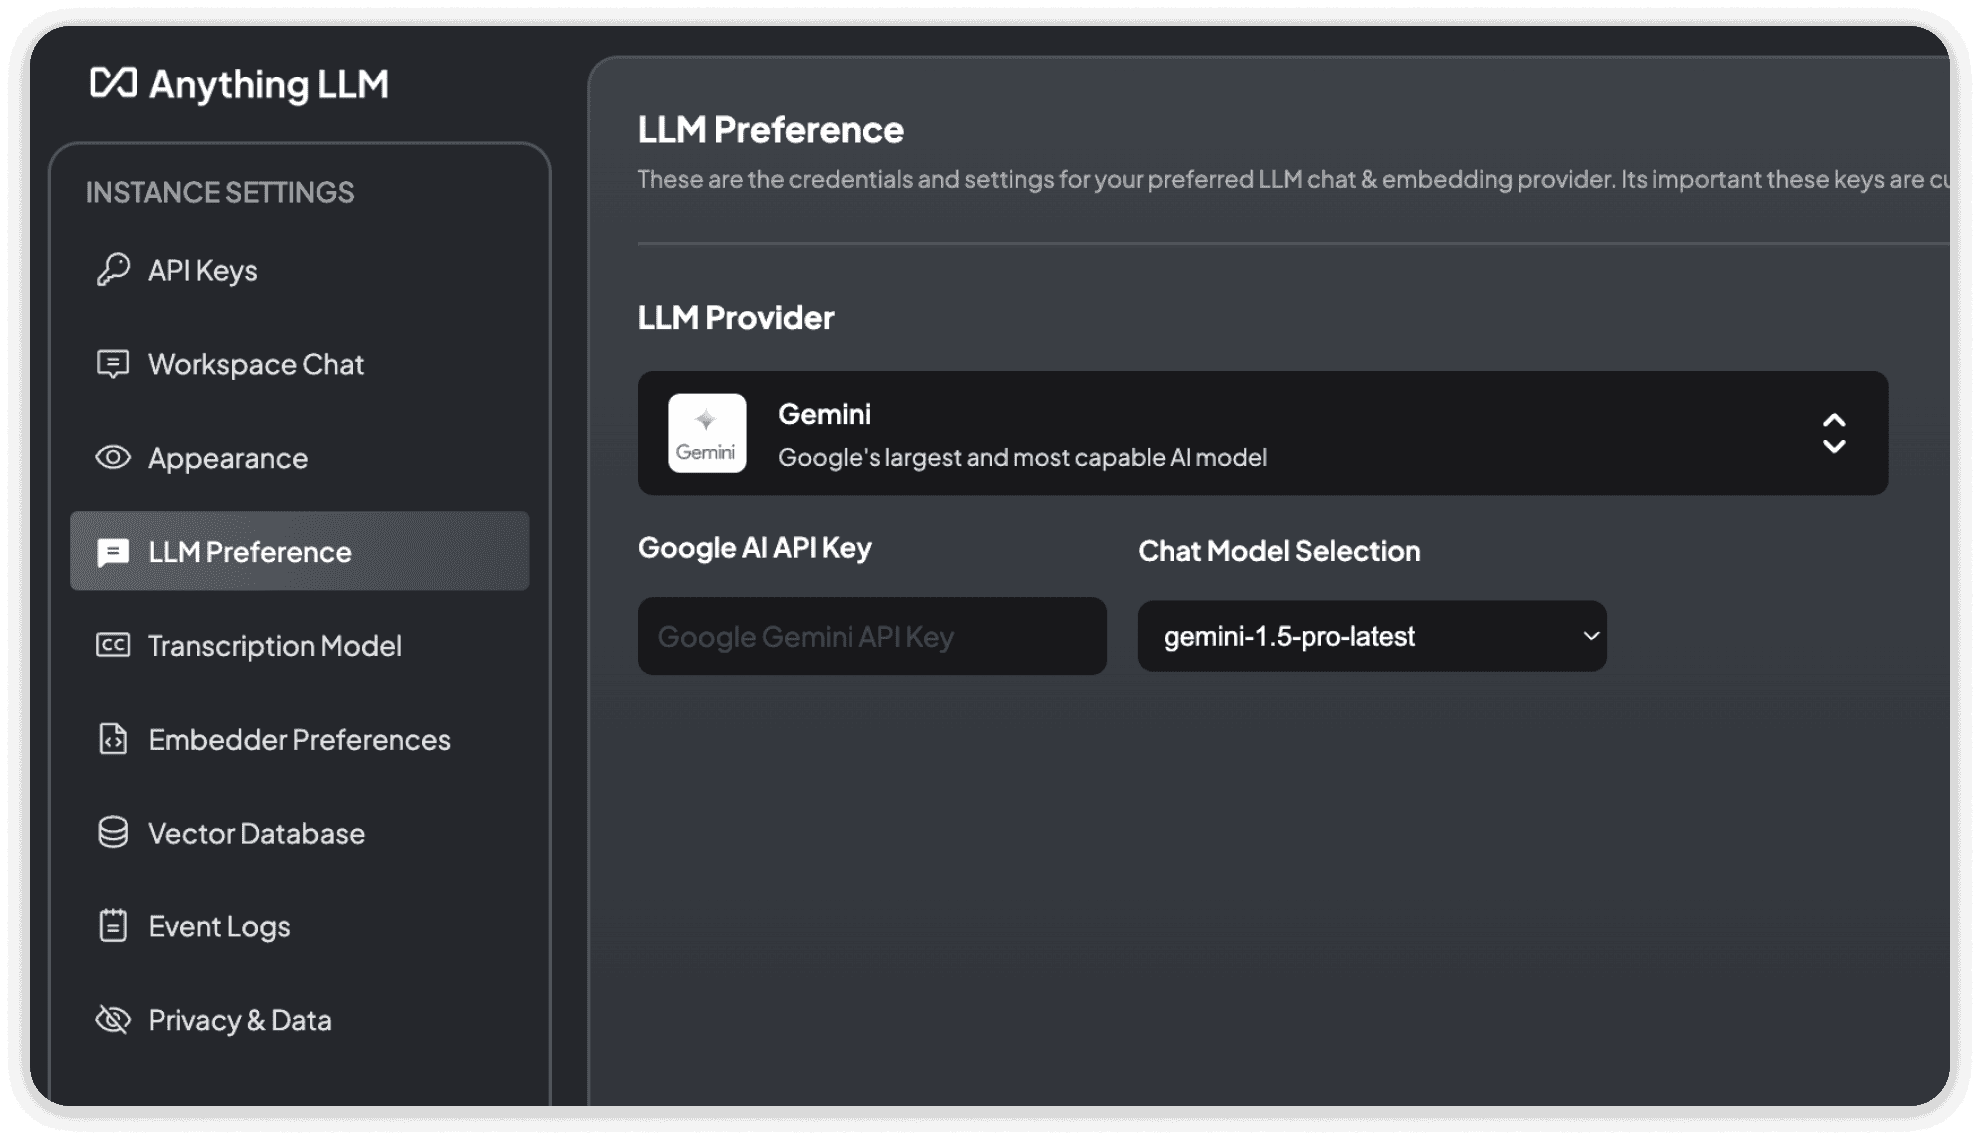 Anything LLM
INSTANCE SETTINGS
API Keys
Workspace Chat
Appearance
LLM Preference
Transcription Model
Embedder Preferences
Vector Database
Event Logs
Privacy & Data
LLM Preference
These are the credentials and settings for your preferred LLM chat & embedding provider. Its important these keys are cu
LLM Provider
Gemini
Gemini
Google's largest and most capable AI model
Google AI API Key
Chat Model Selection
Google Gemini API Key
gemini-1.5-pro-latest